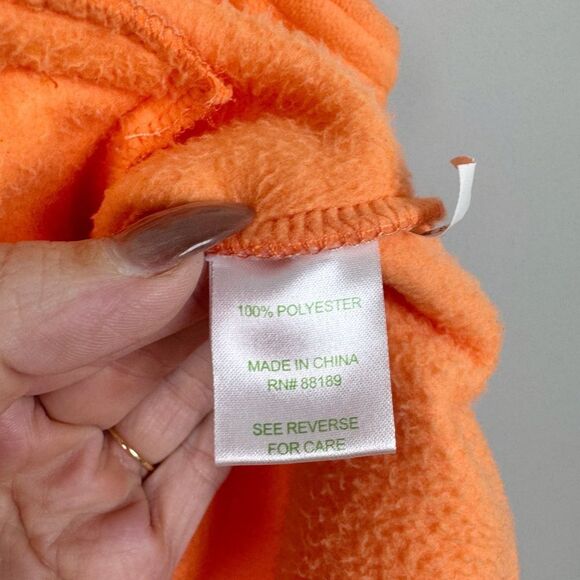 100% POLYESTER
MADE IN CHINA
RN# 88189
SEE REVERSE
FOR CARE